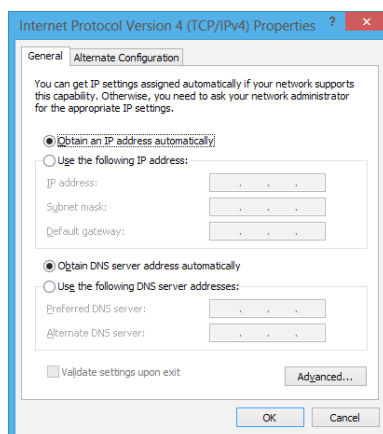 Internet Protocol Version 4 (TCP/IPv4) Properties ? ×
General Alternate Configuration
You can get IP settings assigned automatically if your network supports
this capability. Otherwise, you need to ask your network administrator
for the appropriate IP settings.
Obtain an IP address automatically
Use the following IP address:
IP address:
Subnet mask:
Default gateway:
Obtain DNS server address automatically
Use the following DNS server addresses:
Preferred DNS server:
Alternate DNS server:
Validate settings upon exit
Advanced...
OK Cancel